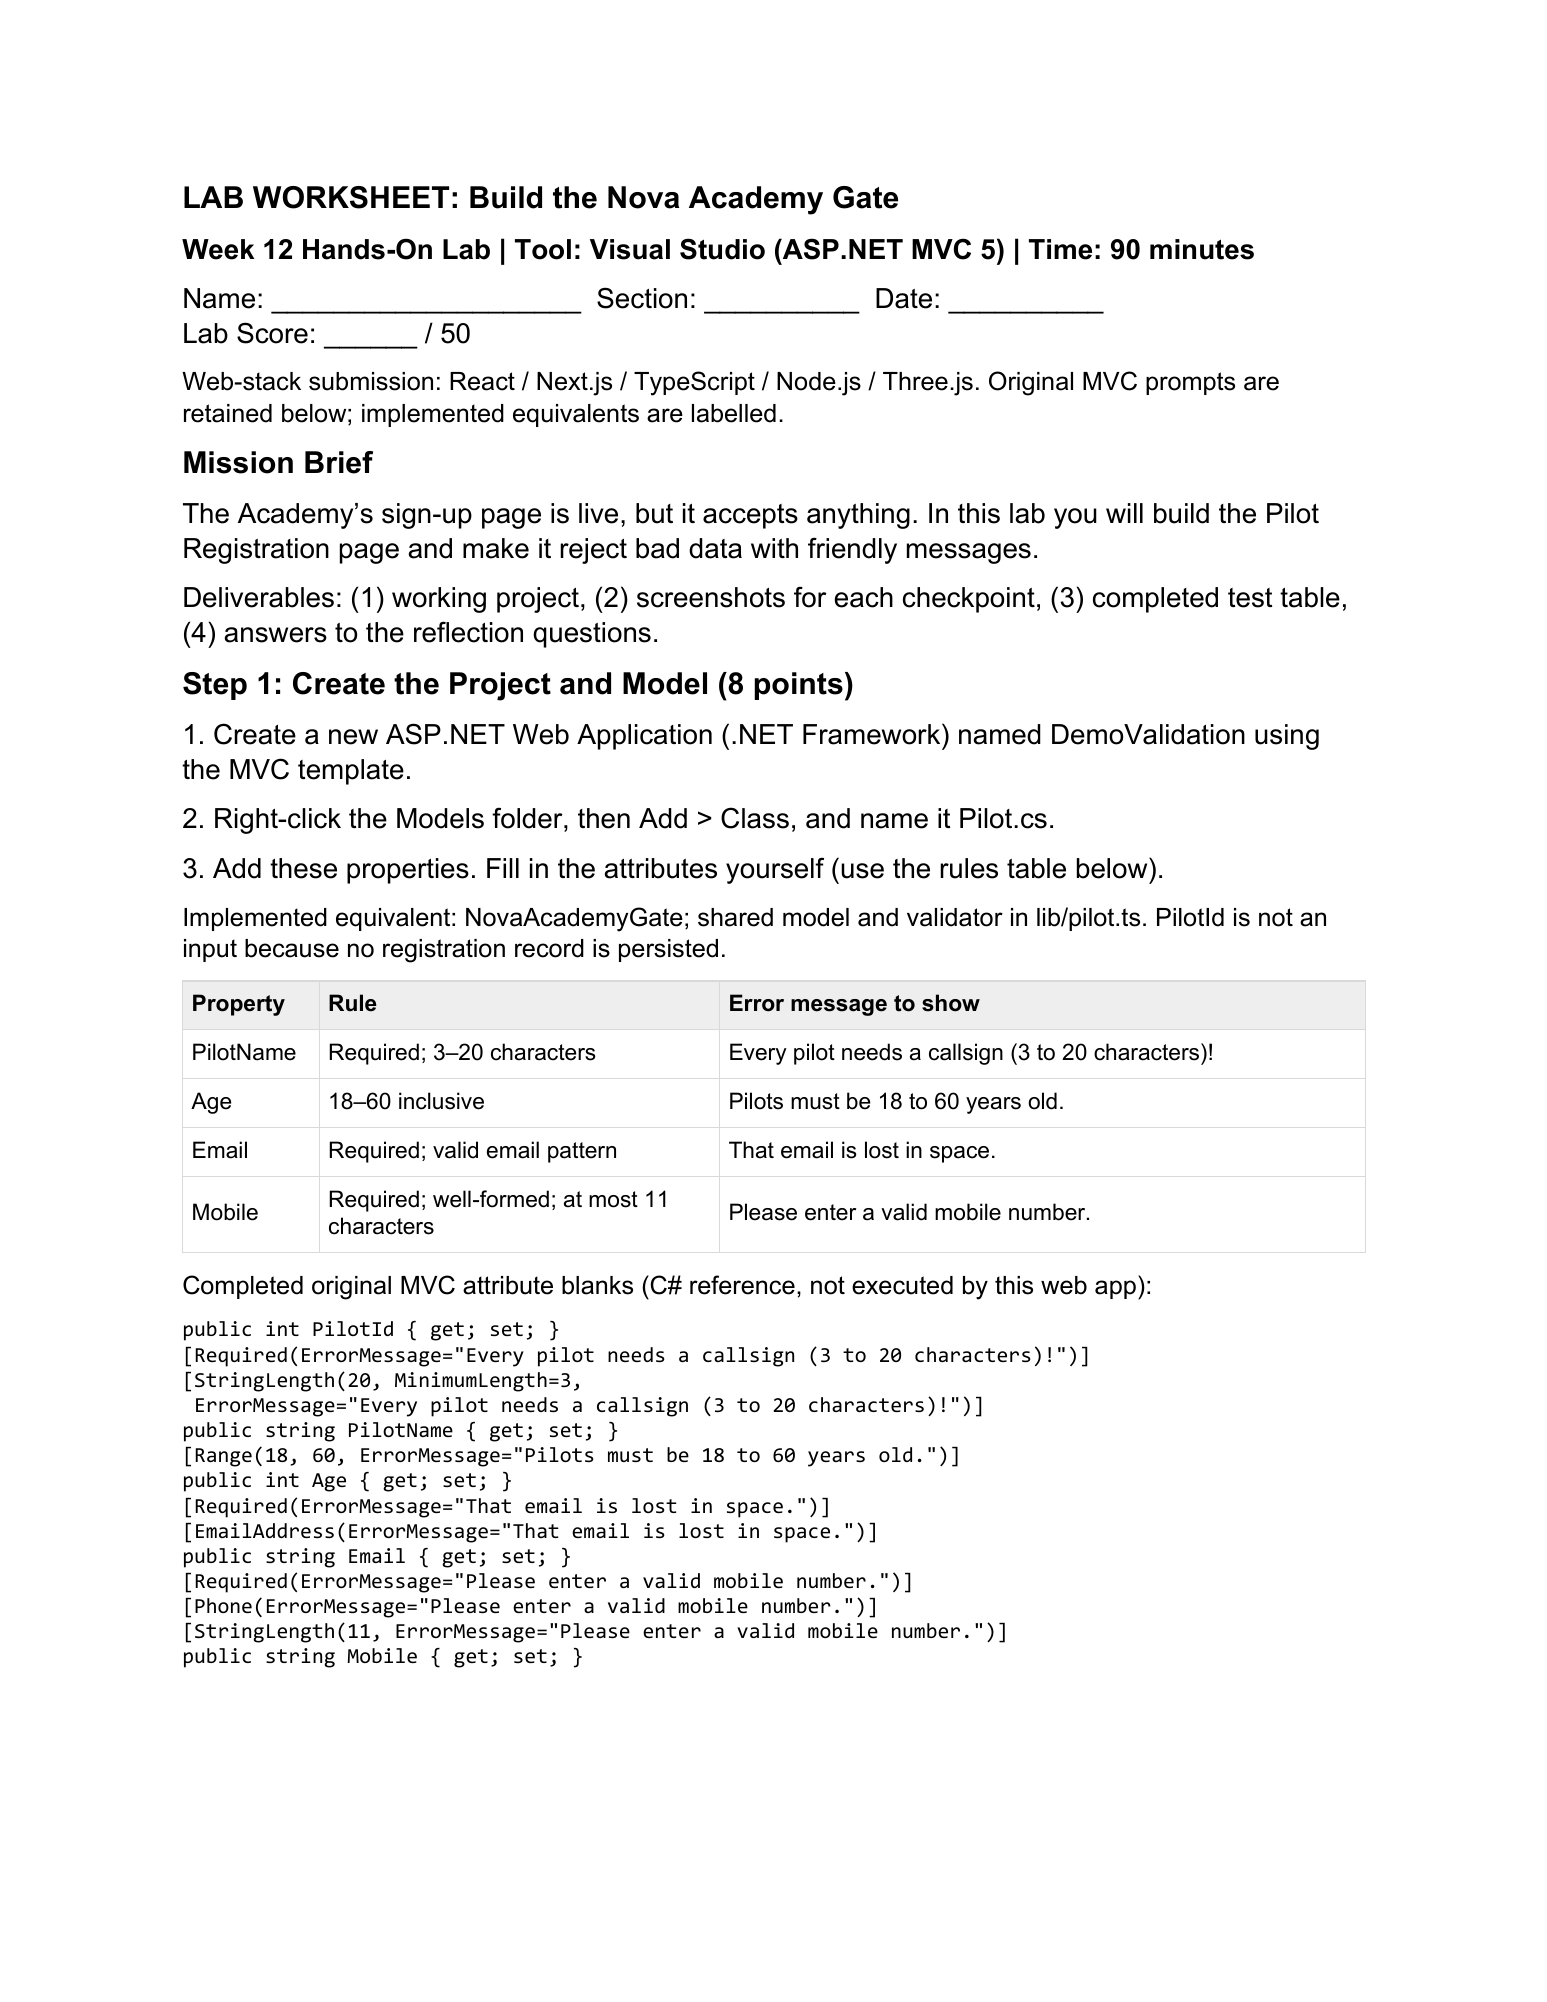 LAB WORKSHEET: Build the Nova Academy Gate
Week 12 Hands-On Lab | Tool: Visual Studio (ASP.NET MVC 5) | Time: 90 minutes
Name: ____________________ Section: __________ Date: __________
Lab Score: ______ / 50
Web-stack submission: React / Next.js / TypeScript / Node.js / Three.js. Original MVC prompts are
retained below; implemented equivalents are labelled.
Mission Brief
The Academy’s sign-up page is live, but it accepts anything. In this lab you will build the Pilot
Registration page and make it reject bad data with friendly messages.
Deliverables: (1) working project, (2) screenshots for each checkpoint, (3) completed test table,
(4) answers to the reflection questions.
Step 1: Create the Project and Model (8 points)
1. Create a new ASP.NET Web Application (.NET Framework) named DemoValidation using
the MVC template.
2. Right-click the Models folder, then Add > Class, and name it Pilot.cs.
3. Add these properties. Fill in the attributes yourself (use the rules table below).
Implemented equivalent: NovaAcademyGate; shared model and validator in lib/pilot.ts. PilotId is not an
input because no registration record is persisted.
Property Rule Error message to show
PilotName Required; 3–20 characters Every pilot needs a callsign (3 to 20 characters)!
Age 18–60 inclusive Pilots must be 18 to 60 years old.
Email Required; valid email pattern That email is lost in space.
Mobile Required; well-formed; at most 11
characters Please enter a valid mobile number.
Completed original MVC attribute blanks (C# reference, not executed by this web app):
public int PilotId { get; set; }
[Required(ErrorMessage="Every pilot needs a callsign (3 to 20 characters)!")]
[StringLength(20, MinimumLength=3,
ErrorMessage="Every pilot needs a callsign (3 to 20 characters)!")]
public string PilotName { get; set; }
[Range(18, 60, ErrorMessage="Pilots must be 18 to 60 years old.")]
public int Age { get; set; }
[Required(ErrorMessage="That email is lost in space.")]
[EmailAddress(ErrorMessage="That email is lost in space.")]
public string Email { get; set; }
[Required(ErrorMessage="Please enter a valid mobile number.")]
[Phone(ErrorMessage="Please enter a valid mobile number.")]
[StringLength(11, ErrorMessage="Please enter a valid mobile number.")]
public string Mobile { get; set; }